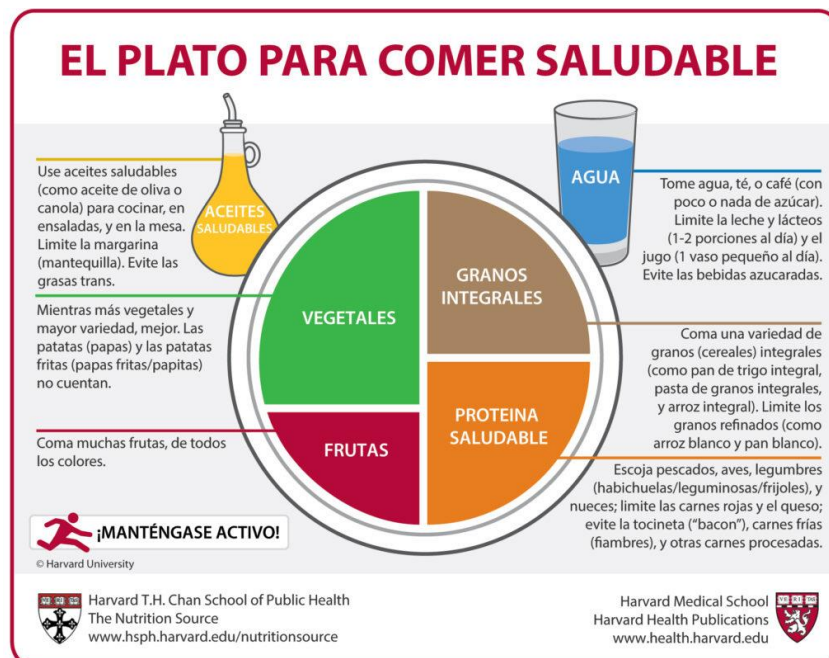 EL PLATO PARA COMER SALUDABLE
Use aceites saludables
(como aceite de oliva o
canola) para cocinar, en
ensaladas, y en la mesa.
Limite la margarina
(mantequilla). Evite las
grasas trans.
ACEITES
SALUDABLES
AGUA
Tome agua, té, o café (con
poco o nada de azúcar).
Limite la leche y lácteos
(1-2 porciones al día) y el
jugo (1 vaso pequeño al día).
Evite las bebidas azucaradas.
VEGETALES
GRANOS
INTEGRALES
Mientras más vegetales y
mayor variedad, mejor. Las
patatas (papas) y las patatas
fritas (papas fritas/papitas)
no cuentan.
Coma una variedad de
granos (cereales) integrales
(como pan de trigo integral,
pasta de granos integrales,
y arroz integral). Limite los
granos refinados (como
arroz blanco y pan blanco).
FRUTAS
PROTEINA
SALUDABLE
Coma muchas frutas, de todos
los colores.
Escoja pescados, aves, legumbres
(habichuelas/leguminosas/frijoles), y
nueces; limite las carnes rojas y el queso;
evite la tocineta ("bacon"), carnes frías
(fiambres), y otras carnes procesadas.
¡MANTÉNGASE ACTIVO!
© Harvard University
Harvard T.H. Chan School of Public Health
The Nutrition Source
www.hsph.harvard.edu/nutritionsource
Harvard Medical School
Harvard Health Publications
www.health.harvard.edu